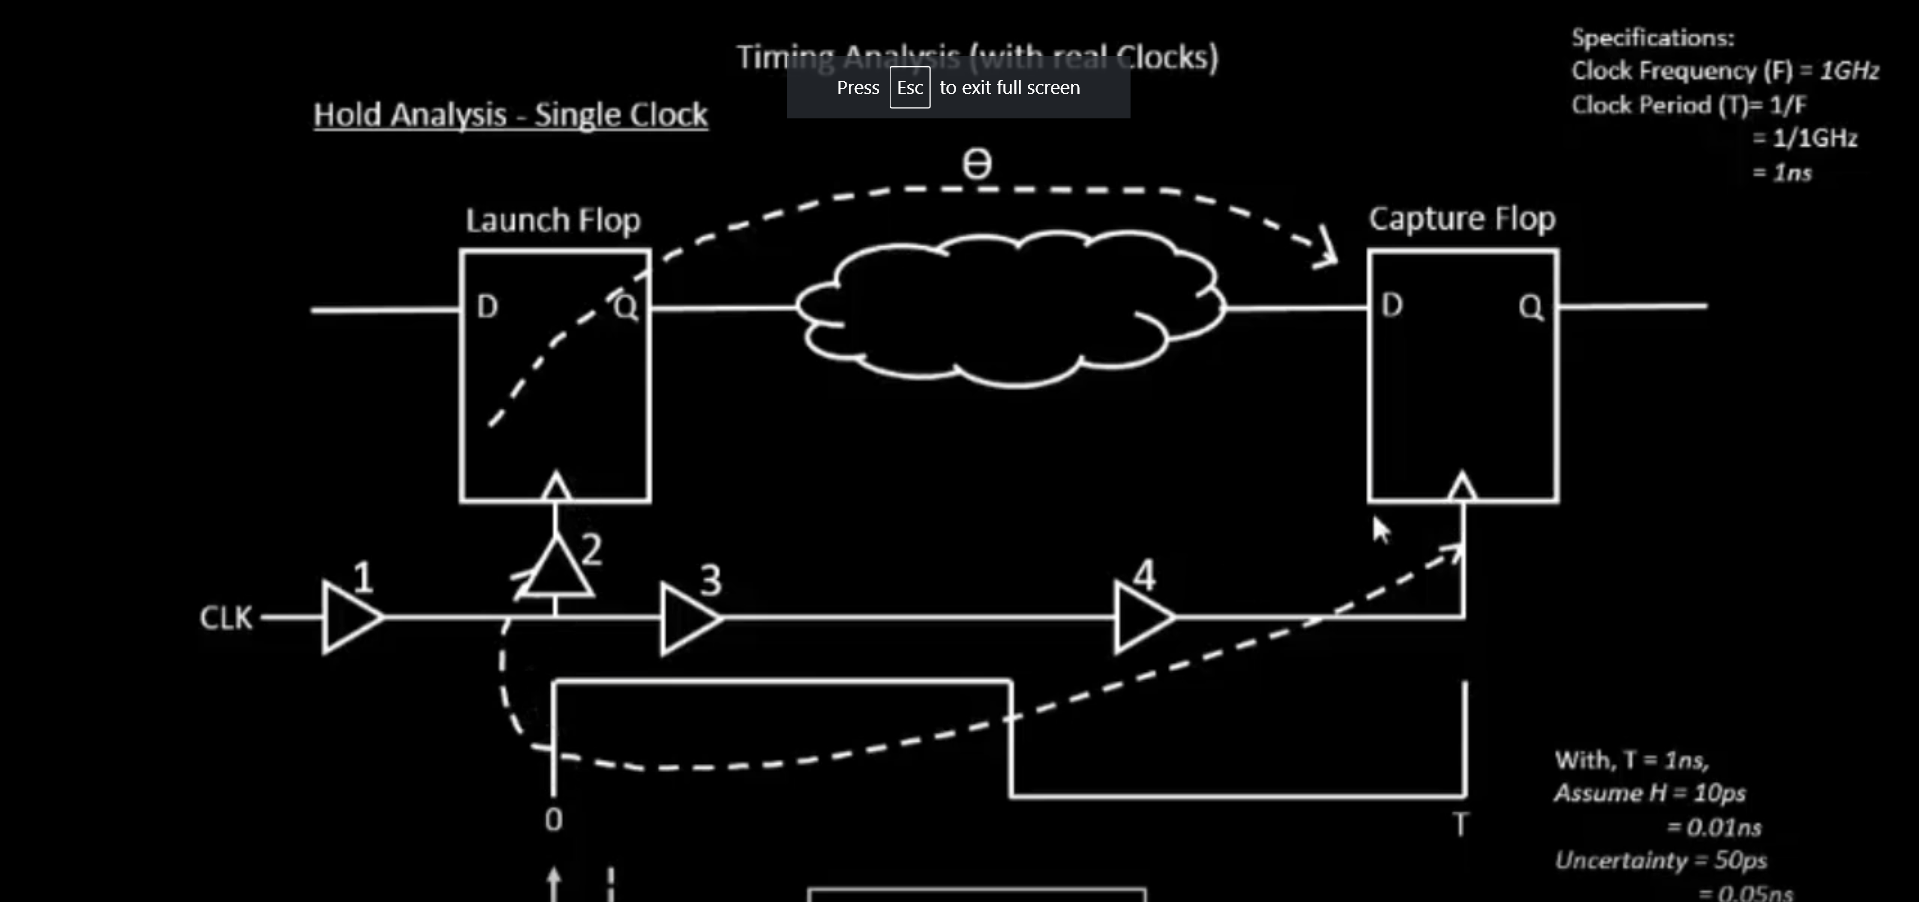 Timing Analysis (with real Clocks)
Press Esc to exit full screen
Specifications:
Clock Frequency (F) = 1GHz
Clock Period (T)= 1/F
= 1/1GHz
= 1ns
Hold Analysis - Single Clock
Θ
Launch Flop
Capture Flop
D Q
D Q
2
1
3
4
CLK
0
T
With, T = 1ns,
Assume H = 10ps
= 0.01ns
Uncertainty = 50ps
= 0.05ns